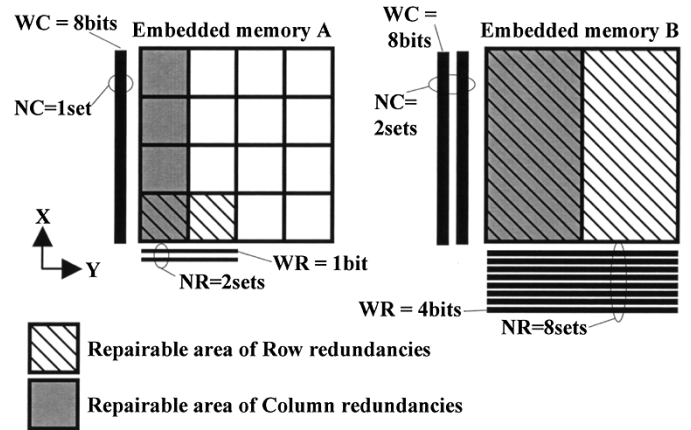 WC = 8bits
Embedded memory A
NC=1set
X
Y
WR = 1bit
NR=2sets
WC =
8bits
Embedded memory B
NC=
2sets
WR = 4bits
NR=8sets
Repairable area of Row redundancies
Repairable area of Column redundancies